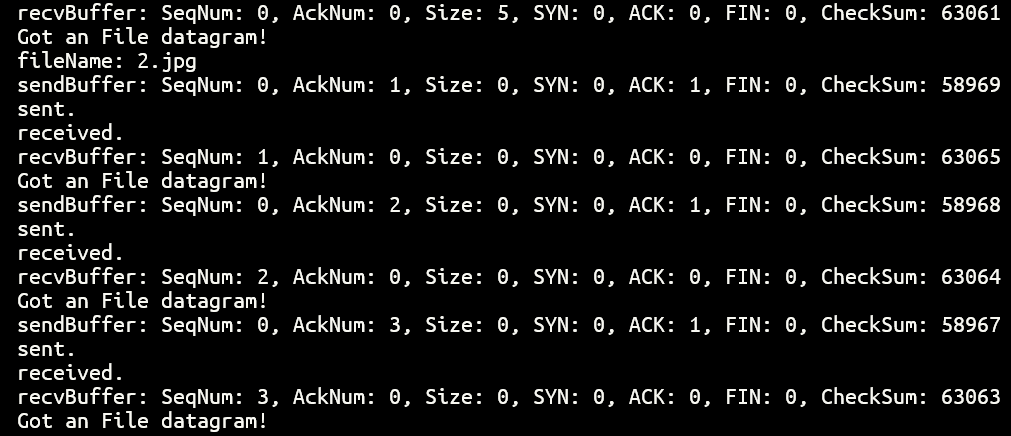 recvBuffer: SeqNum: 0, AckNum: 0, Size: 5, SYN: 0, ACK: 0, FIN: 0, CheckSum: 63061
Got an File datagram!
fileName: 2.jpg
sendBuffer: SeqNum: 0, AckNum: 1, Size: 0, SYN: 0, ACK: 1, FIN: 0, CheckSum: 58969
sent.
received.
recvBuffer: SeqNum: 1, AckNum: 0, Size: 0, SYN: 0, ACK: 0, FIN: 0, CheckSum: 63065
Got an File datagram!
sendBuffer: SeqNum: 0, AckNum: 2, Size: 0, SYN: 0, ACK: 1, FIN: 0, CheckSum: 58968
sent.
received.
recvBuffer: SeqNum: 2, AckNum: 0, Size: 0, SYN: 0, ACK: 0, FIN: 0, CheckSum: 63064
Got an File datagram!
sendBuffer: SeqNum: 0, AckNum: 3, Size: 0, SYN: 0, ACK: 1, FIN: 0, CheckSum: 58967
sent.
received.
recvBuffer: SeqNum: 3, AckNum: 0, Size: 0, SYN: 0, ACK: 0, FIN: 0, CheckSum: 63063
Got an File datagram!